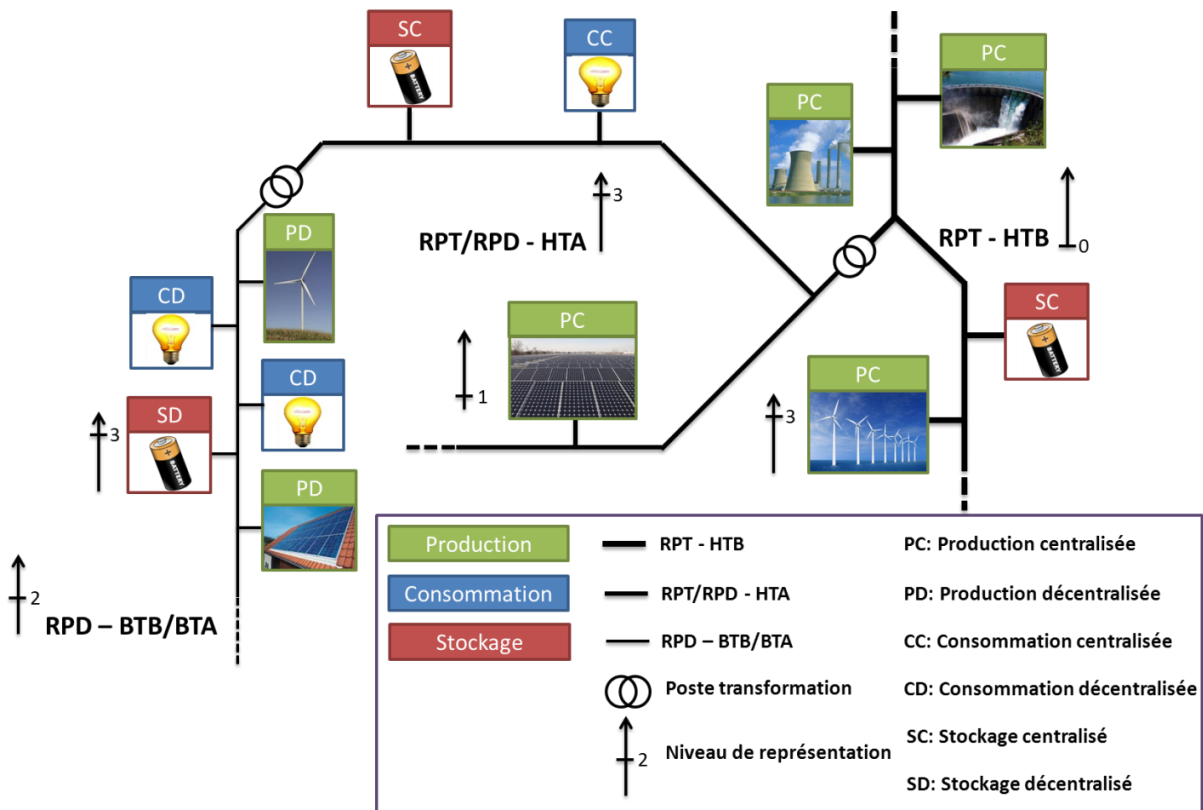 SC
CC
PC
PC
3
RPT/RPD - HTA
RPT - HTB
0
PD
CD
CD
SD
3
PD
PC
1
SC
PC
3
2
RPD – BTB/BTA
BATTERY
BATTERY
BATTERY
Production
Consommation
Stockage
RPT - HTB
RPT/RPD - HTA
RPD – BTB/BTA
Poste transformation
2
Niveau de représentation
PC: Production centralisée
PD: Production décentralisée
CC: Consommation centralisée
CD: Consommation décentralisée
SC: Stockage centralisé
SD: Stockage décentralisé